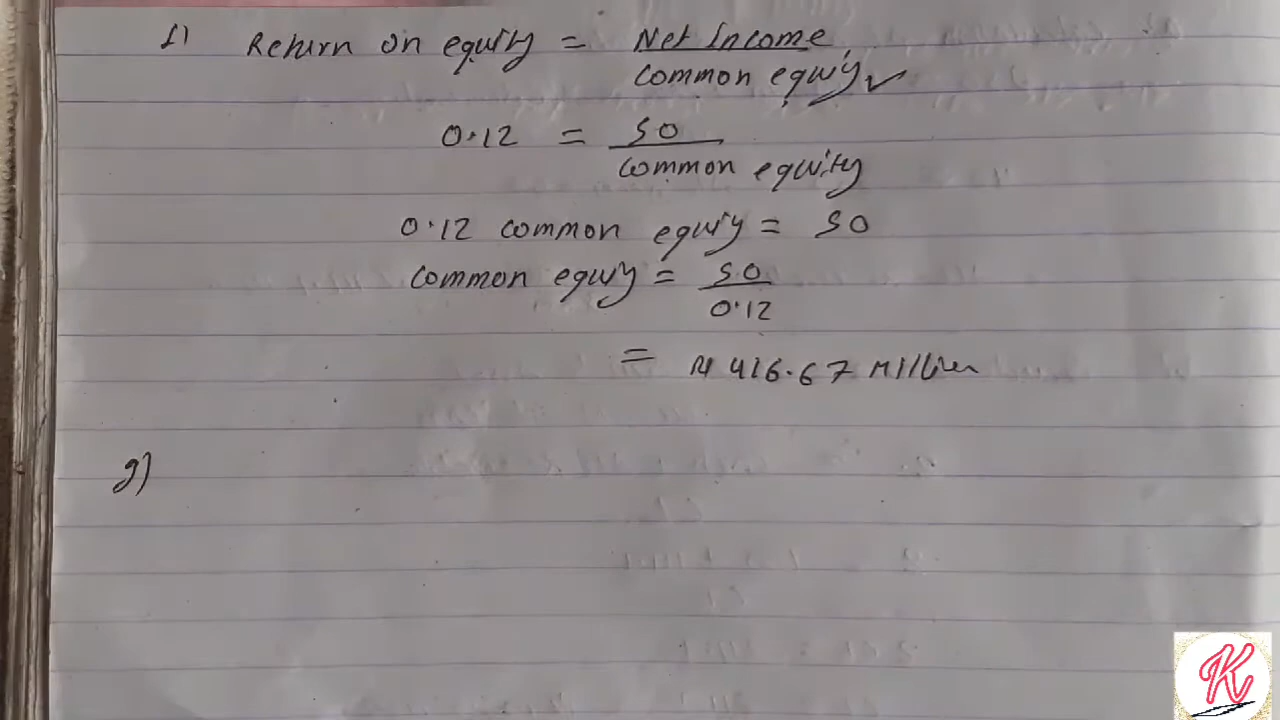 f) Return on equity = Net Income
common equity ✓
0.12 = 50
common equity
0.12 common equity = 50
common equity = 50
0.12
= 416.67 Million
g)
K